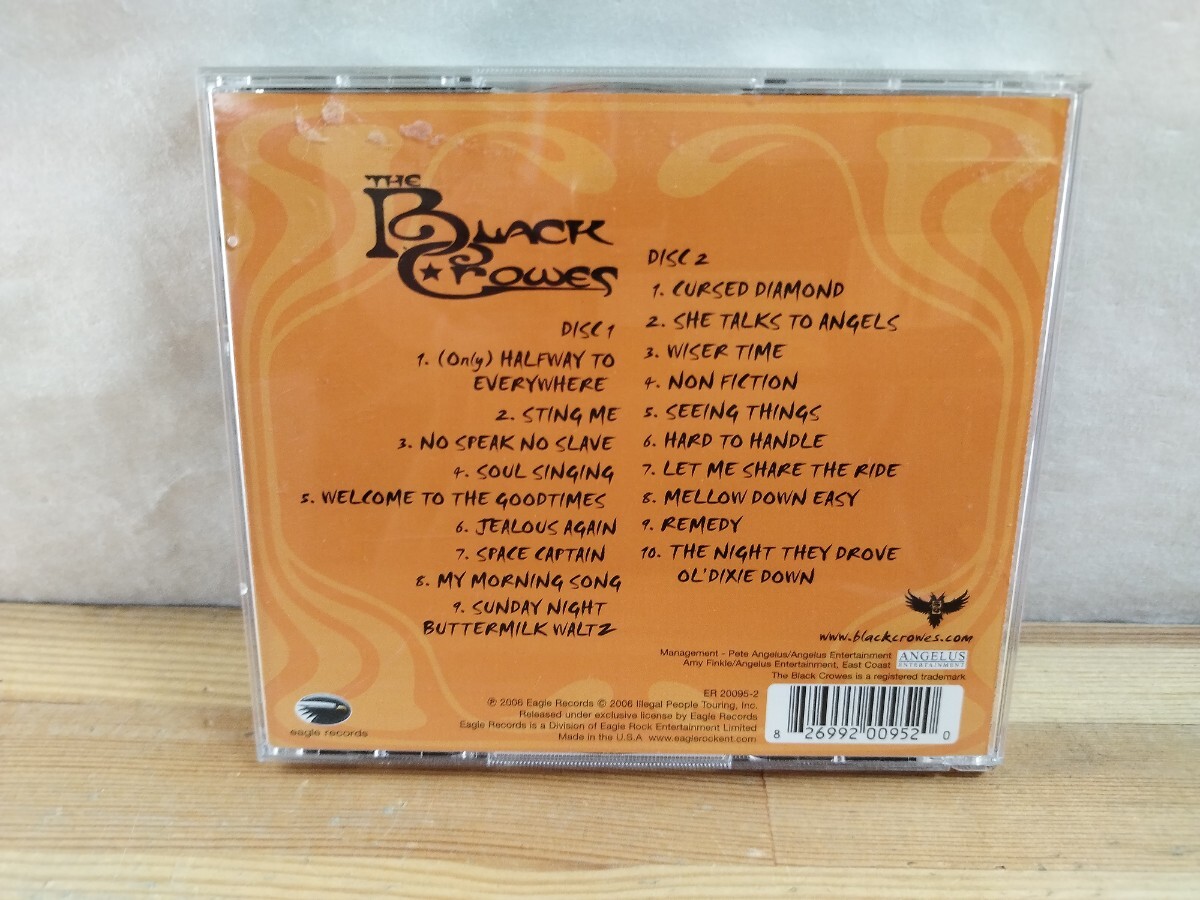 THE
BLACK
CROWES
DISC 1
1. (Only) HALFWAY TO
EVERYWHERE
2. STING ME
3. NO SPEAK NO SLAVE
4. SOUL SINGING
5. WELCOME TO THE GOODTIMES
6. JEALOUS AGAIN
7. SPACE CAPTAIN
8. MY MORNING SONG
9. SUNDAY NIGHT
BUTTERMILK WALTZ
DISC 2
1. CURSED DIAMOND
2. SHE TALKS TO ANGELS
3. WISER TIME
4. NON FICTION
5. SEEING THINGS
6. HARD TO HANDLE
7. LET ME SHARE THE RIDE
8. MELLOW DOWN EASY
9. REMEDY
10. THE NIGHT THEY DROVE
OL' DIXIE DOWN
www.blackcrowes.com
Management - Pete Angelus/Angelus Entertainment
Amy Finkle/Angelus Entertainment, East Coast
ANGELUS
ENTERTAINMENT
The Black Crowes is a registered trademark
ER 20095-2
℗ 2006 Eagle Records © 2006 Illegal People Touring, Inc.
Released under exclusive license by Eagle Records
Eagle Records is a Division of Eagle Rock Entertainment Limited
Made in the U.S.A www.eaglerockent.com
eagle records
8 26992 00952 0